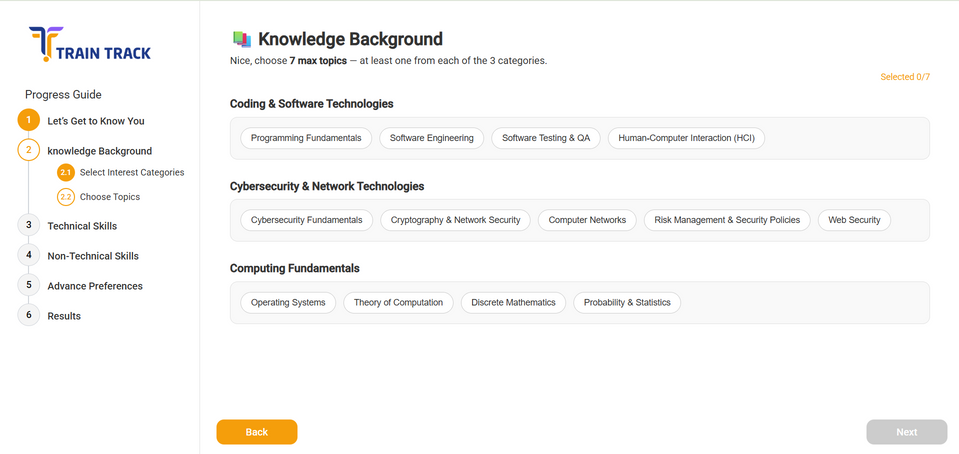 TRAIN TRACK
Progress Guide
1 Let's Get to Know You
2 knowledge Background
2.1 Select Interest Categories
2.2 Choose Topics
3 Technical Skills
4 Non-Technical Skills
5 Advance Preferences
6 Results
Knowledge Background
Nice, choose 7 max topics — at least one from each of the 3 categories.
Selected 0/7
Coding & Software Technologies
Programming Fundamentals Software Engineering Software Testing & QA Human-Computer Interaction (HCI)
Cybersecurity & Network Technologies
Cybersecurity Fundamentals Cryptography & Network Security Computer Networks Risk Management & Security Policies Web Security
Computing Fundamentals
Operating Systems Theory of Computation Discrete Mathematics Probability & Statistics
Back Next